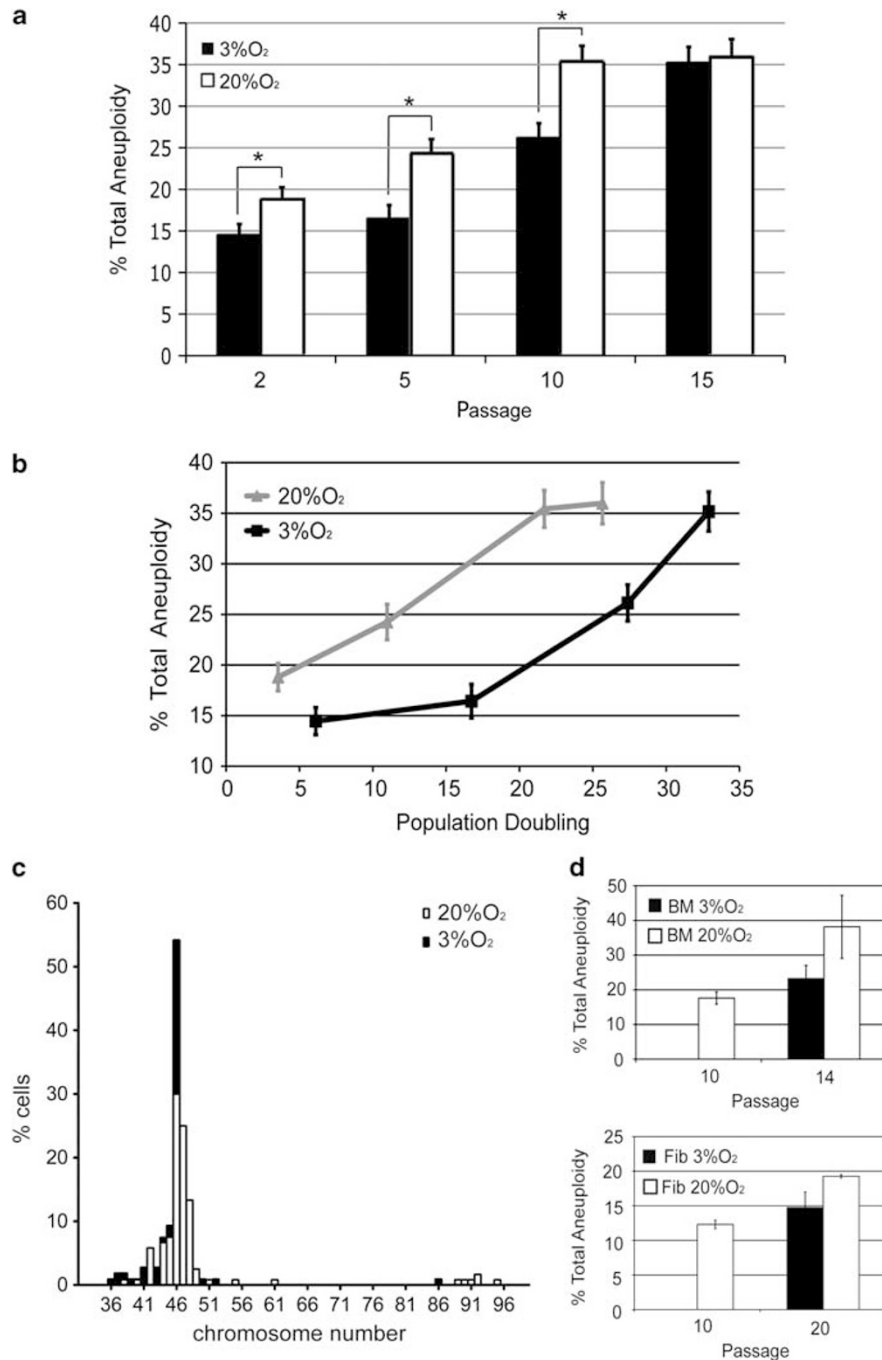 a
40
35
30
25
20
15
10
5
0
% Total Aneuploidy
3%O₂
20%O₂
*
*
*
2 5 10 15
Passage
b
40
35
30
25
20
15
10
% Total Aneuploidy
20%O₂
3%O₂
0 5 10 15 20 25 30 35
Population Doubling
c
60
50
40
30
20
10
0
% cells
20%O₂
3%O₂
36 41 46 51 56 61 66 71 76 81 86 91 96
chromosome number
d
50
40
30
20
10
0
% Total Aneuploidy
BM 3%O₂
BM 20%O₂
10 14
Passage
25
20
15
10
5
0
% Total Aneuploidy
Fib 3%O₂
Fib 20%O₂
10 20
Passage